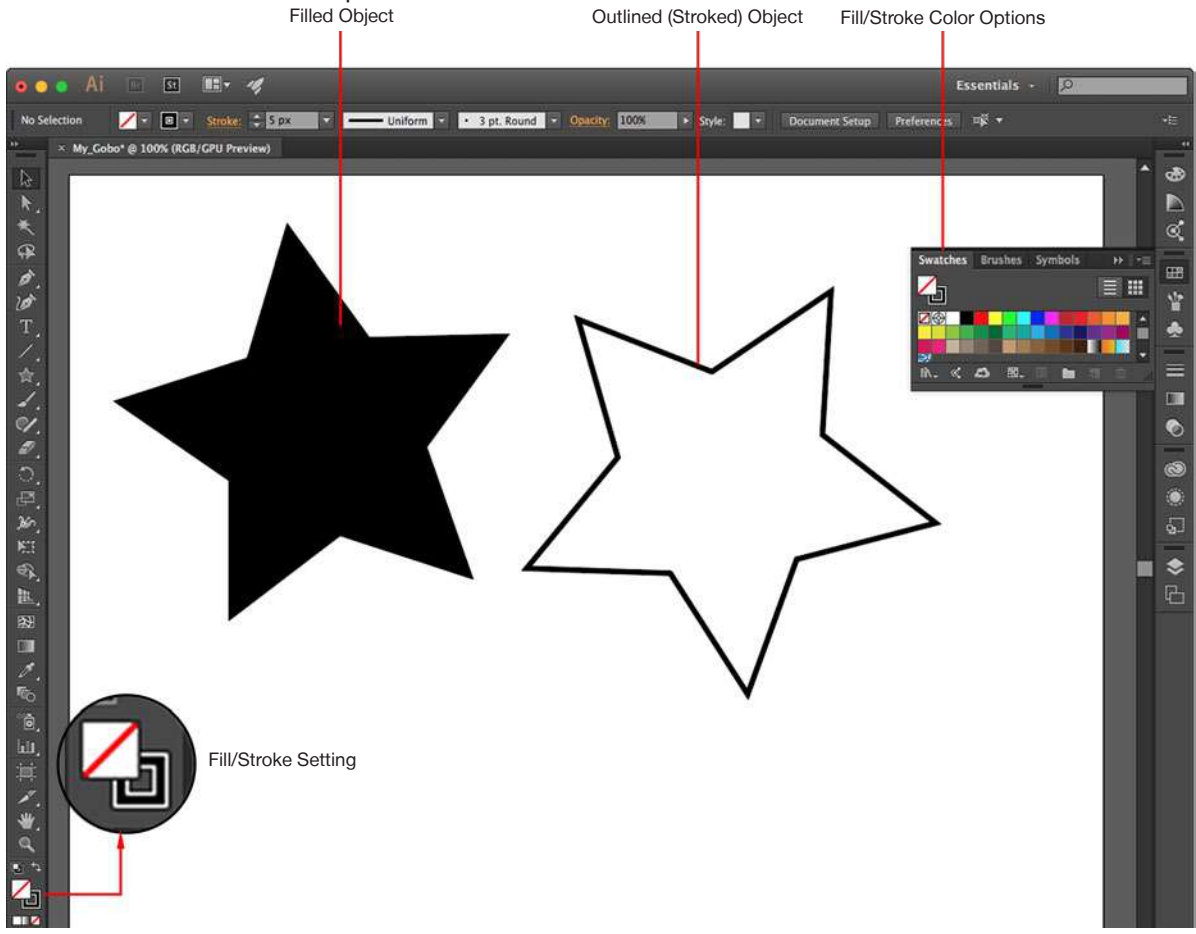 Filled Object
Outlined (Stroked) Object
Fill/Stroke Color Options
Ai
St
Essentials
No Selection
Stroke: 5 px
Uniform
3 pt. Round
Opacity: 100%
Style:
Document Setup
Preferences
× My_Gobo* @ 100% (RGB/GPU Preview)
Swatches
Brushes
Symbols
T
Fill/Stroke Setting